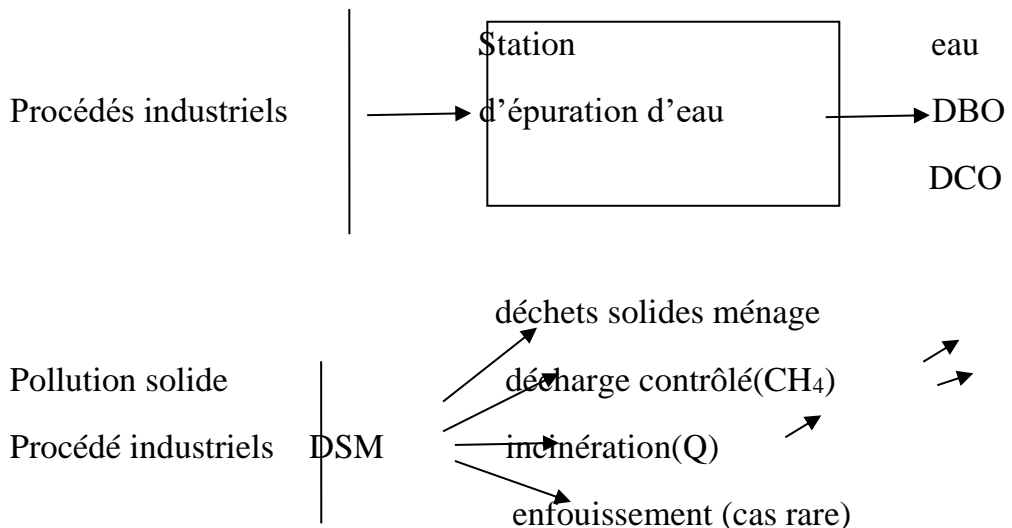 Station eau
Procédés industriels d'épuration d'eau DBO
DCO
déchets solides ménage
Pollution solide décharge contrôlé(CH₄)
Procédé industriels DSM incinération(Q)
enfouissement (cas rare)